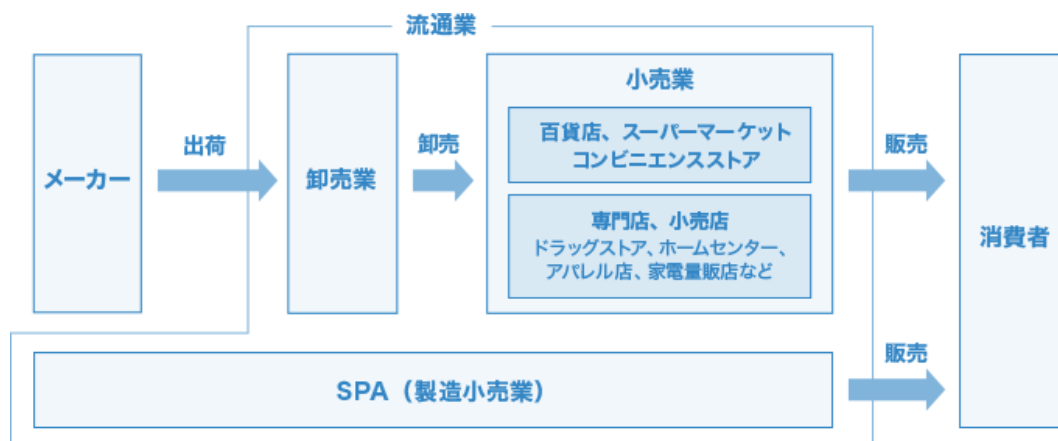 流通業
メーカー
出荷
卸売業
卸売
小売業
百貨店、スーパーマーケット
コンビニエンスストア
専門店、小売店
ドラッグストア、ホームセンター、
アパレル店、家電量販店など
販売
消費者
SPA（製造小売業）
販売